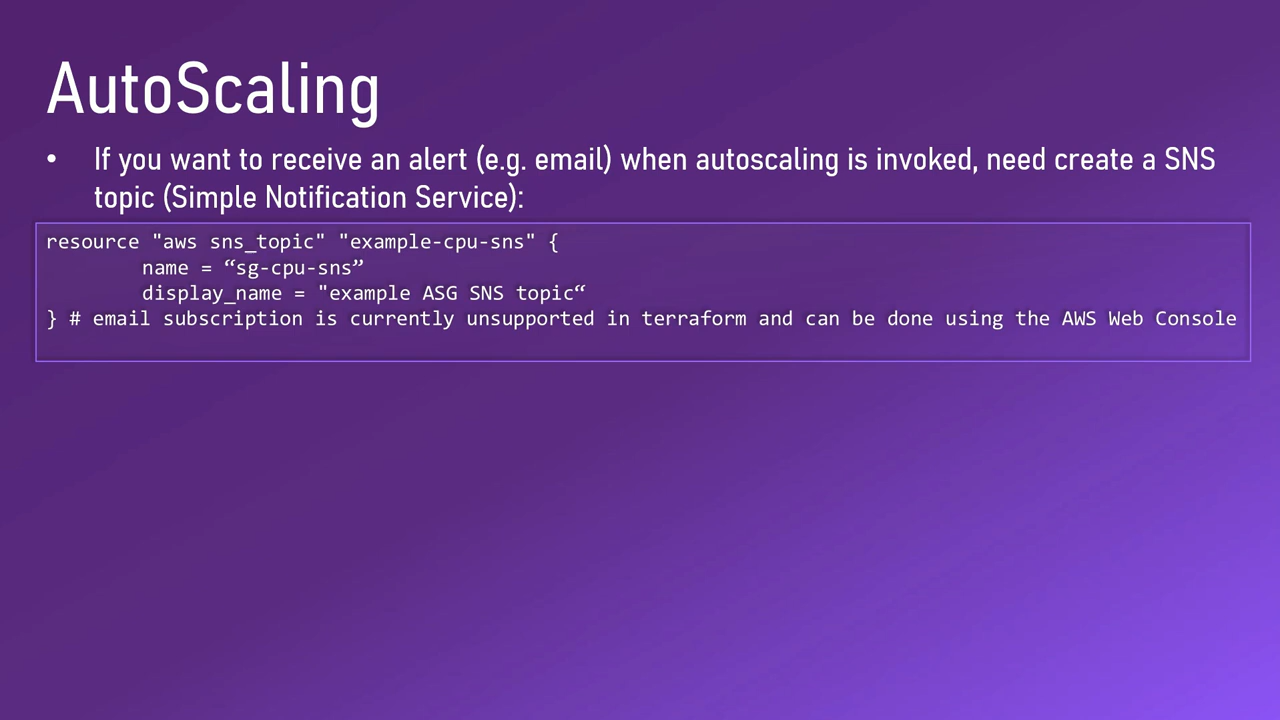 AutoScaling
• If you want to receive an alert (e.g. email) when autoscaling is invoked, need create a SNS
topic (Simple Notification Service):
resource "aws sns_topic" "example-cpu-sns" {
name = “sg-cpu-sns”
display_name = "example ASG SNS topic“
} # email subscription is currently unsupported in terraform and can be done using the AWS Web Console